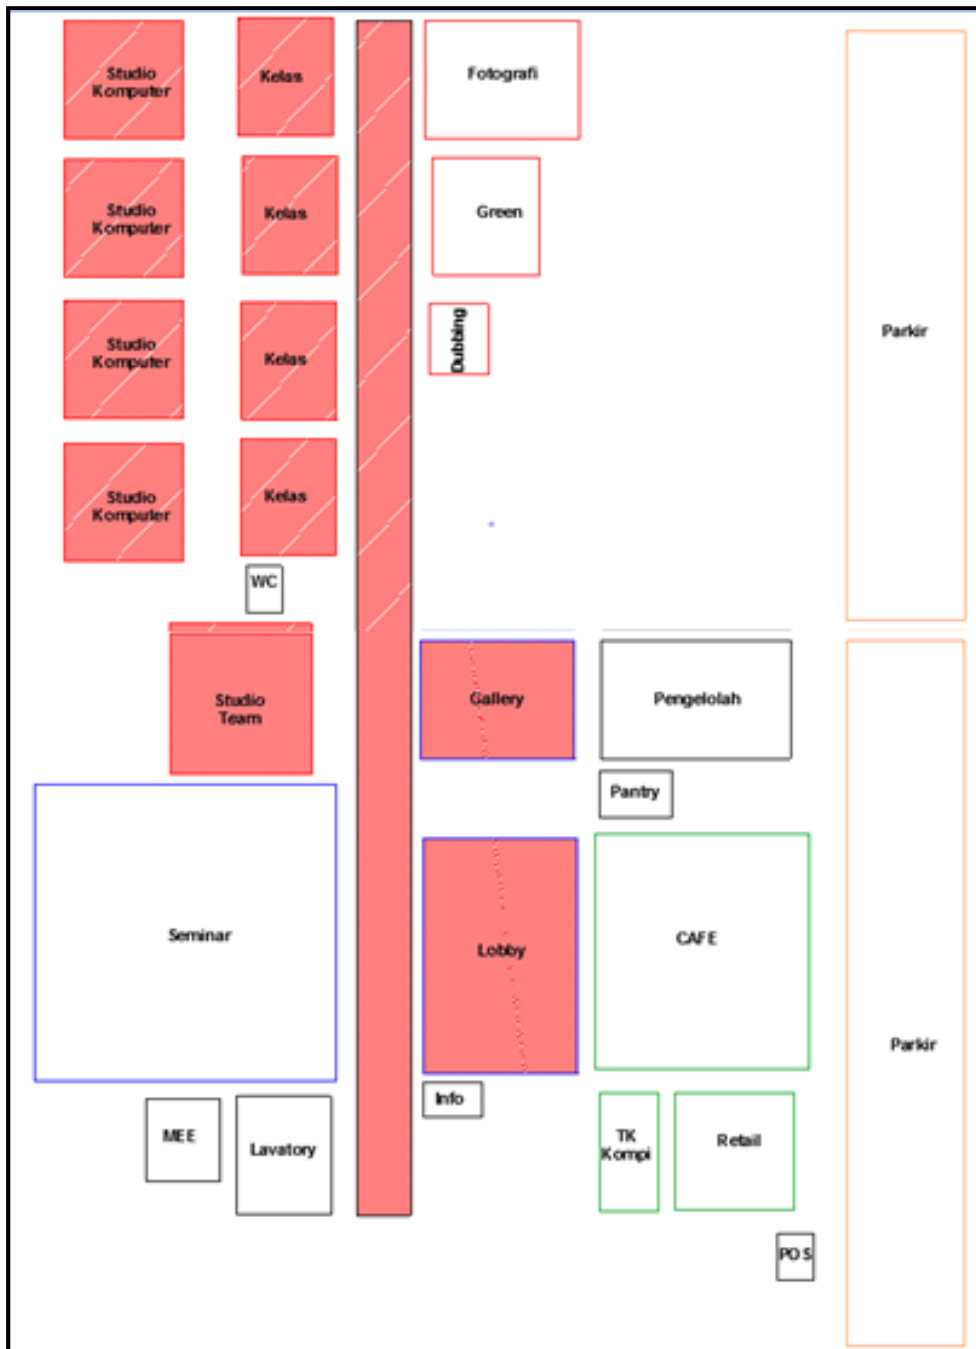 Studio
Komputer
Kelas
Fotografi
Studio
Komputer
Kelas
Green
Studio
Komputer
Kelas
Dubbing
Parkir
Studio
Komputer
Kelas
WC
Studio
Team
Gallery
Pengelolah
Pantry
Seminar
Lobby
CAFE
Parkir
Info
MEE
Lavatory
TK
Kompi
Retail
POS